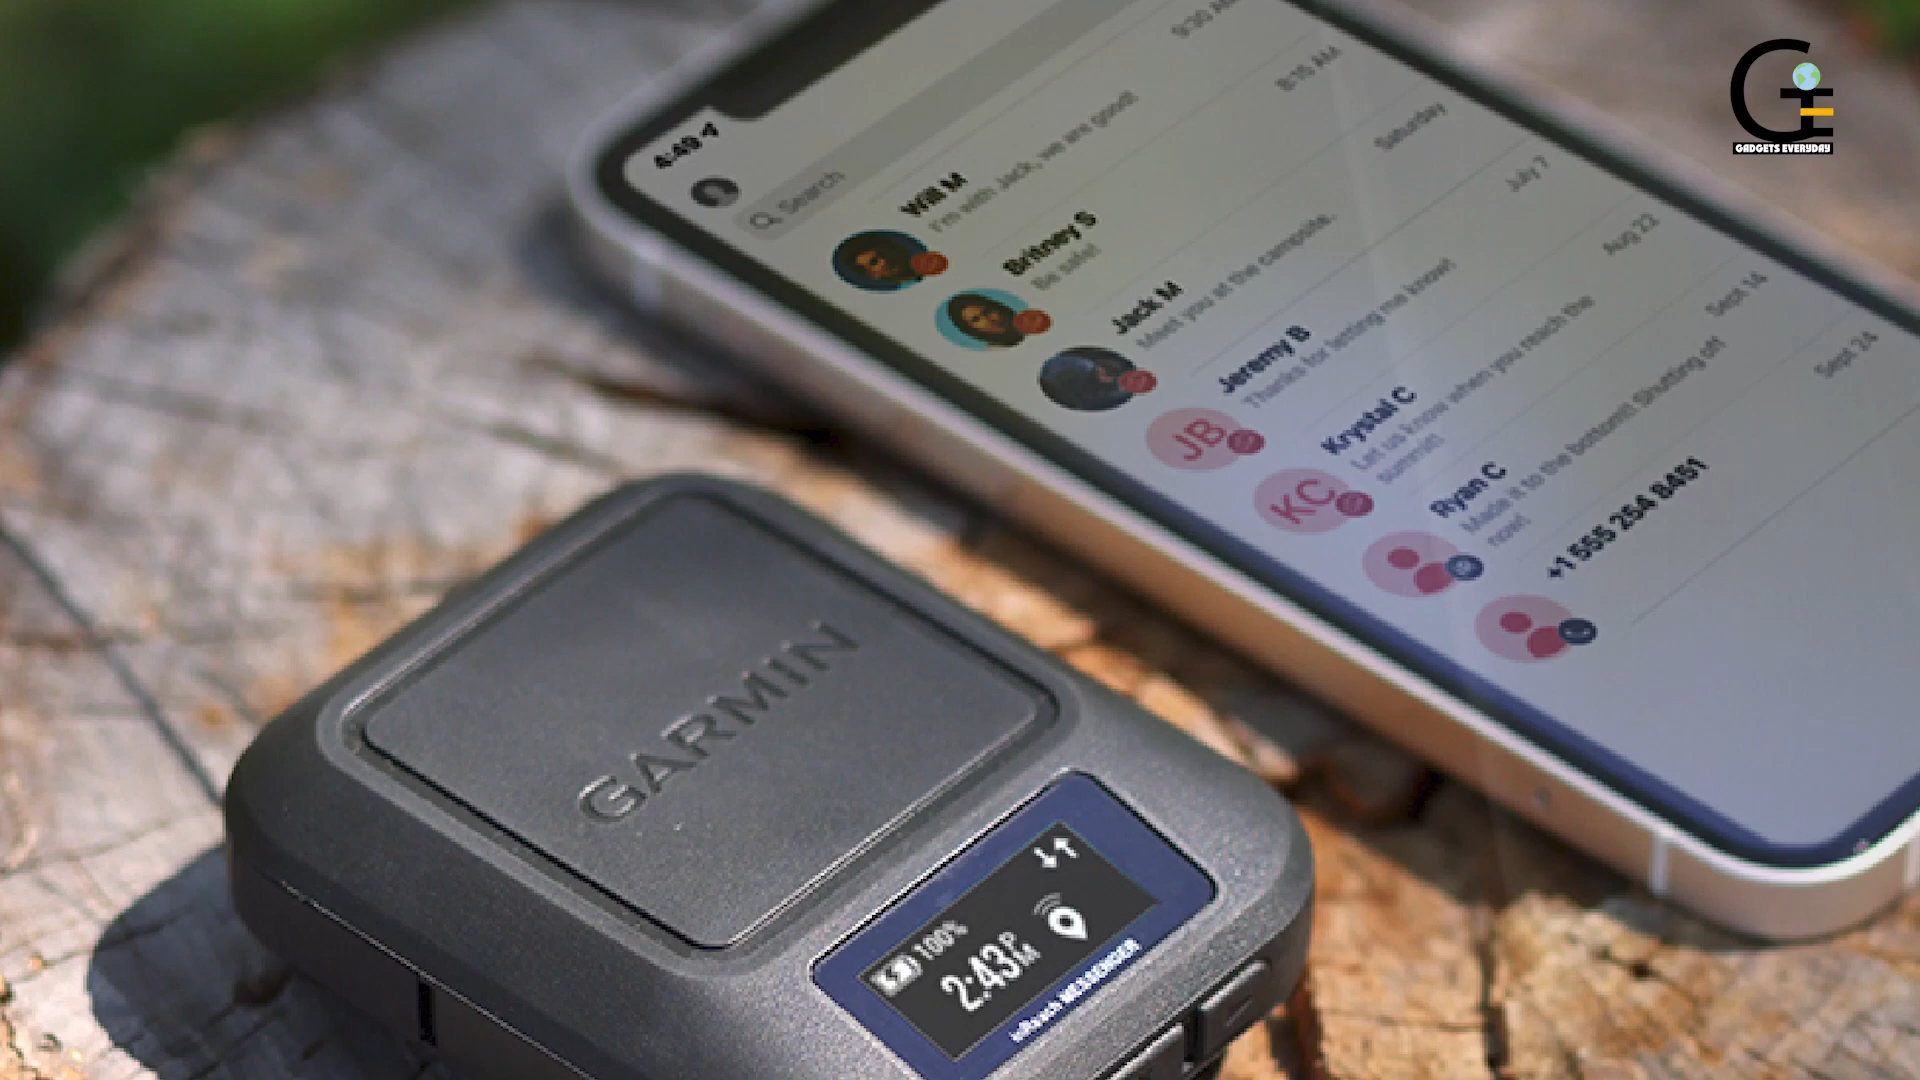 9:30 AM
4:49
Search
Will M
I'm with Jack, we are good!
8:15 AM
Britney S
Be safe!
Saturday
Jack M
Meet you at the campsite.
July 7
Jeremy B
Thanks for letting me know!
Aug 22
JB
Krystal C
Let us know when you reach the
summit!
Sept 14
KC
Ryan C
Made it to the bottom!! Shutting off
now!
Sept 24
+1 555 254 8451
GARMIN
100%
2:43 PM
inReach MESSENGER
GE
GADGETS EVERYDAY